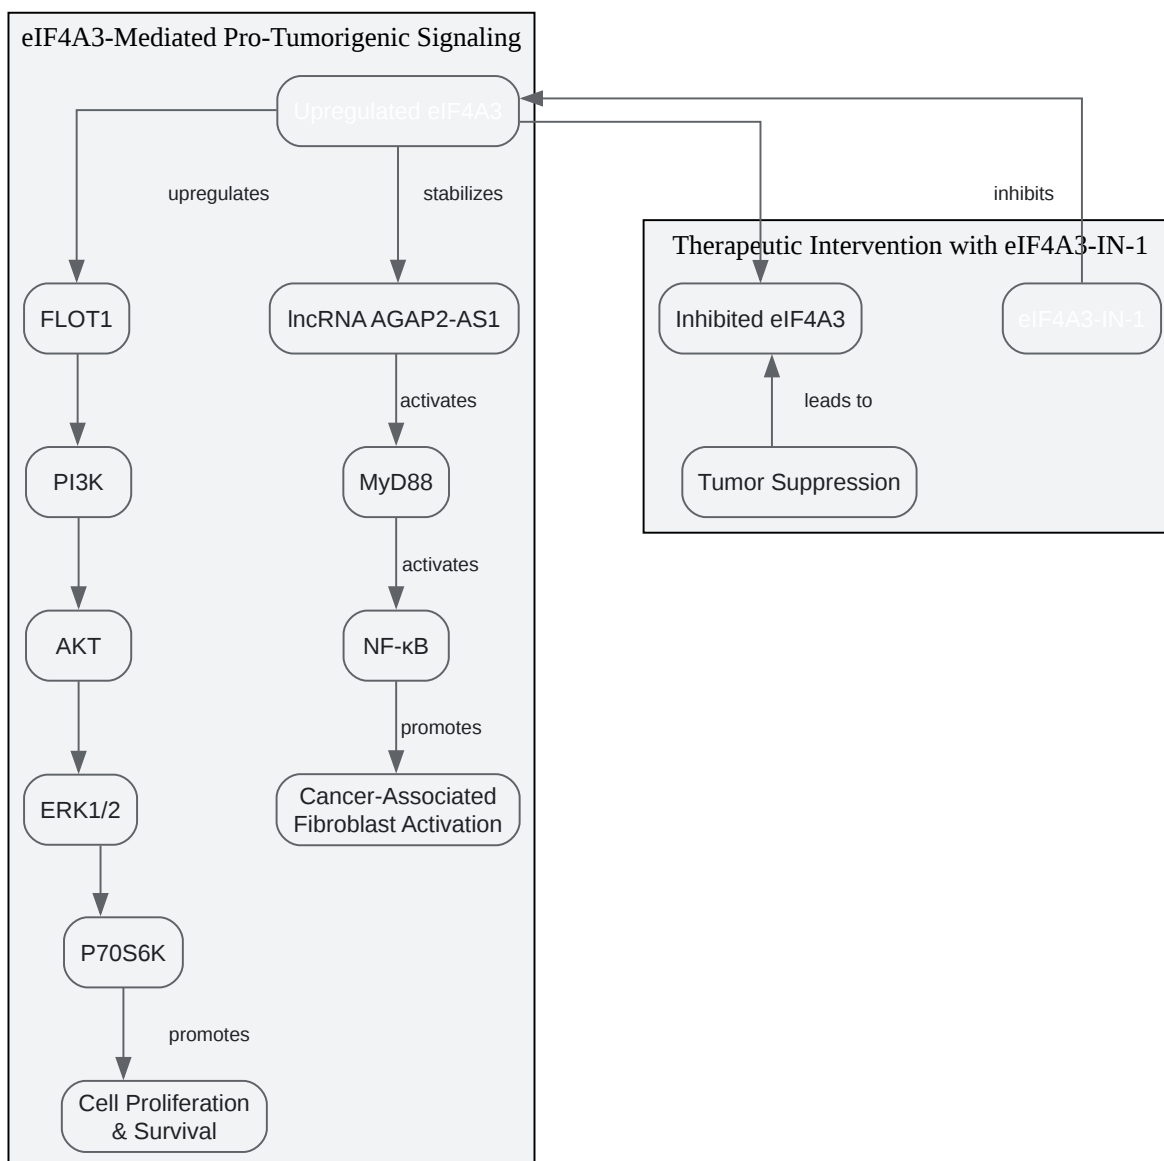 eIF4A3-Mediated Pro-Tumorigenic Signaling
Upregulated eIF4A3
upregulates
stabilizes
inhibits
Therapeutic Intervention with eIF4A3-IN-1
FLOT1
lncRNA AGAP2-AS1
Inhibited eIF4A3
eIF4A3-IN-1
activates
leads to
PI3K
MyD88
Tumor Suppression
activates
AKT
NF-κB
promotes
ERK1/2
Cancer-Associated
Fibroblast Activation
P70S6K
promotes
Cell Proliferation
& Survival